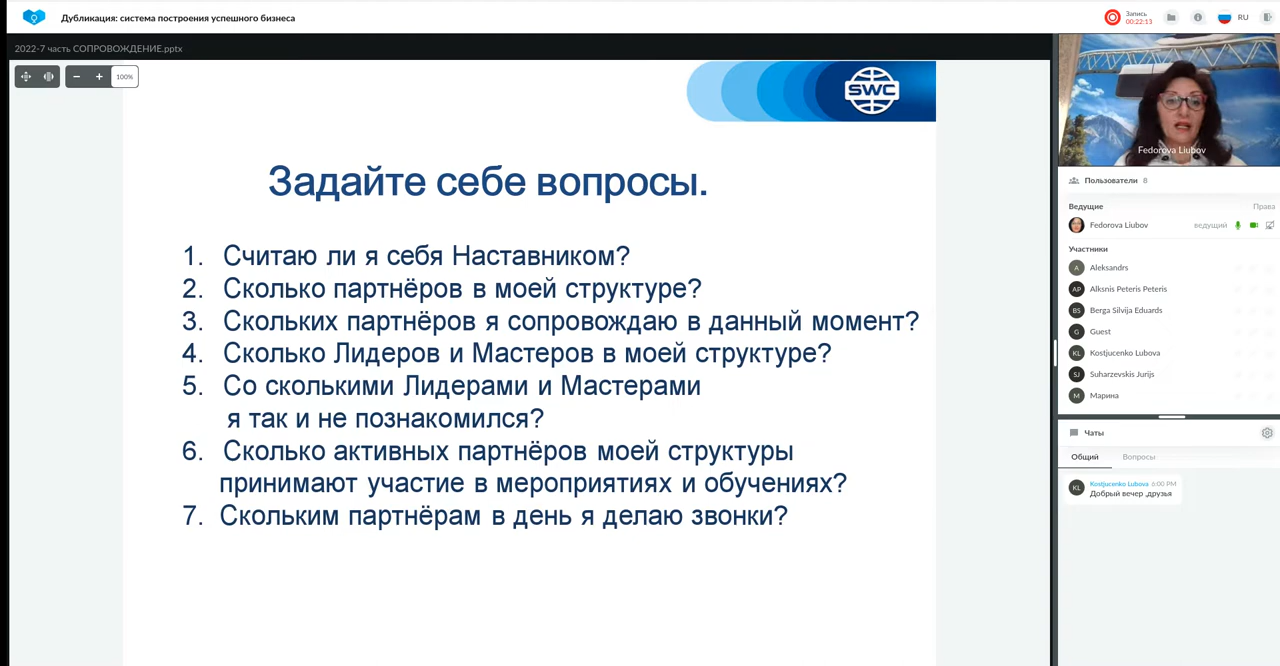 Дубликация: система построения успешного бизнеса
Запись
00:22:13
RU
2022-7 часть СОПРОВОЖДЕНИЕ.pptx
100%
SWC
Задайте себе вопросы.
1. Считаю ли я себя Наставником?
2. Сколько партнёров в моей структуре?
3. Скольких партнёров я сопровождаю в данный момент?
4. Сколько Лидеров и Мастеров в моей структуре?
5. Со сколькими Лидерами и Мастерами
я так и не познакомился?
6. Сколько активных партнёров моей структуры
принимают участие в мероприятиях и обучениях?
7. Скольким партнёрам в день я делаю звонки?
Fedorova Liubov
Пользователи 8
Ведущие Права
Fedorova Liubov ведущий
Участники
A Aleksandrs
AP Alksnis Peteris Peteris
BS Berga Silvija Eduards
G Guest
KL Kostjucenko Lubova
SJ Suharzevskis Jurijs
М Марина
Чаты
Общий Вопросы
KL Kostjucenko Lubova 6:00 PM
Добрый вечер ,друзья